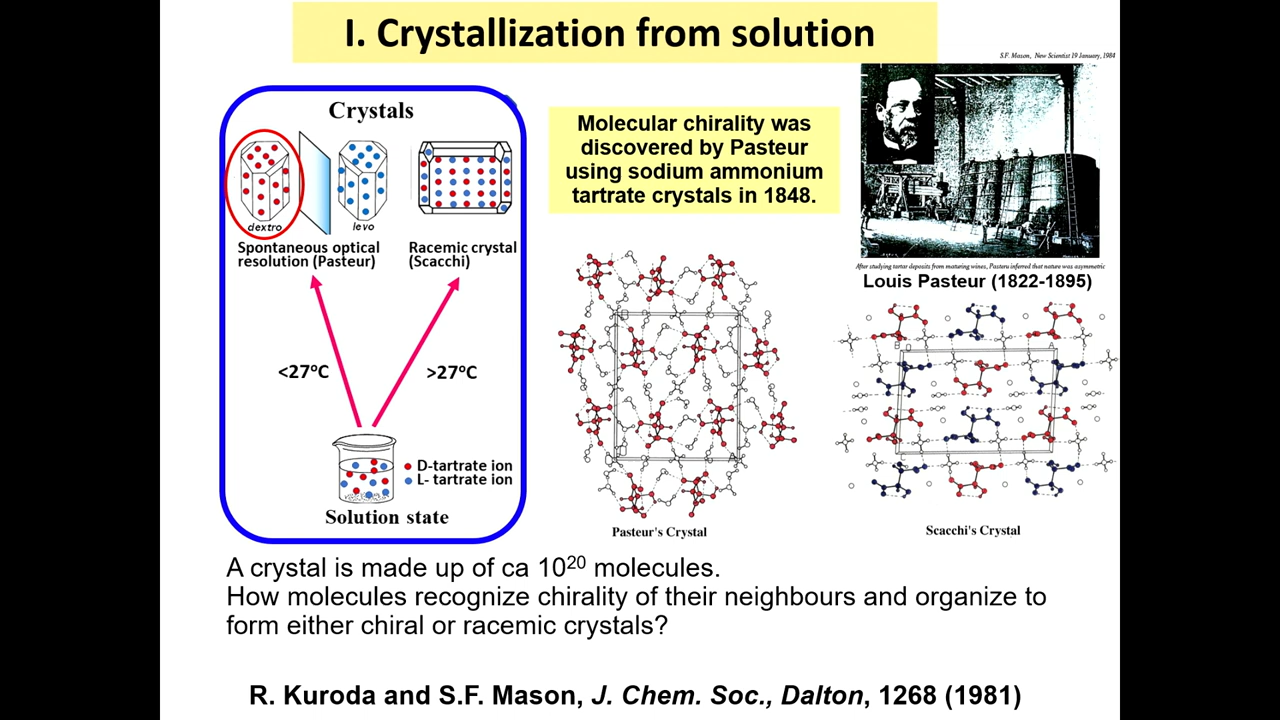 I. Crystallization from solution
S.F. Mason, New Scientist 19 January, 1984
Crystals
dextro
levo
Spontaneous optical
resolution (Pasteur)
Racemic crystal
(Scacchi)
<27°C
>27°C
D-tartrate ion
L- tartrate ion
Solution state
Molecular chirality was
discovered by Pasteur
using sodium ammonium
tartrate crystals in 1848.
After studying tartar deposits from maturing wines, Pasteru inferred that nature was asymmetric
Louis Pasteur (1822-1895)
Pasteur's Crystal
Scacchi's Crystal
A crystal is made up of ca 10²⁰ molecules.
How molecules recognize chirality of their neighbours and organize to
form either chiral or racemic crystals?
R. Kuroda and S.F. Mason, J. Chem. Soc., Dalton, 1268 (1981)